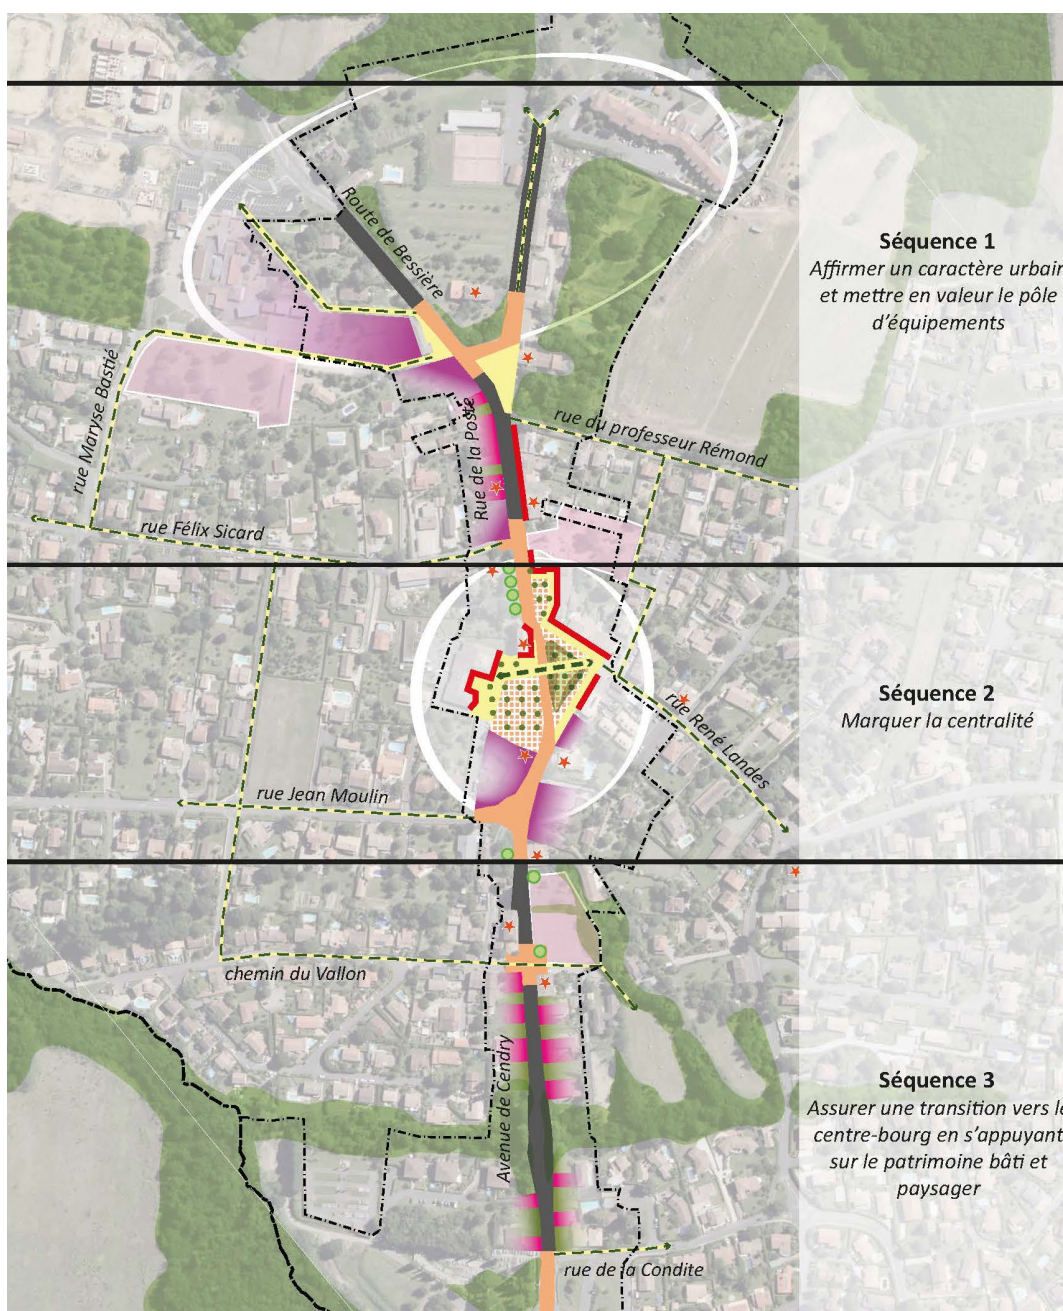 Route de Bessière
Séquence 1
Affirmer un caractère urbain
et mettre en valeur le pôle
d'équipements
rue Maryse Bastié
Rue de la Poste
rue du professeur Rémond
rue Félix Sicard
Séquence 2
Marquer la centralité
rue René Landes
rue Jean Moulin
chemin du Vallon
Avenue de Cendry
Séquence 3
Assurer une transition vers le
centre-bourg en s'appuyant
sur le patrimoine bâti et
paysager
rue de la Condite